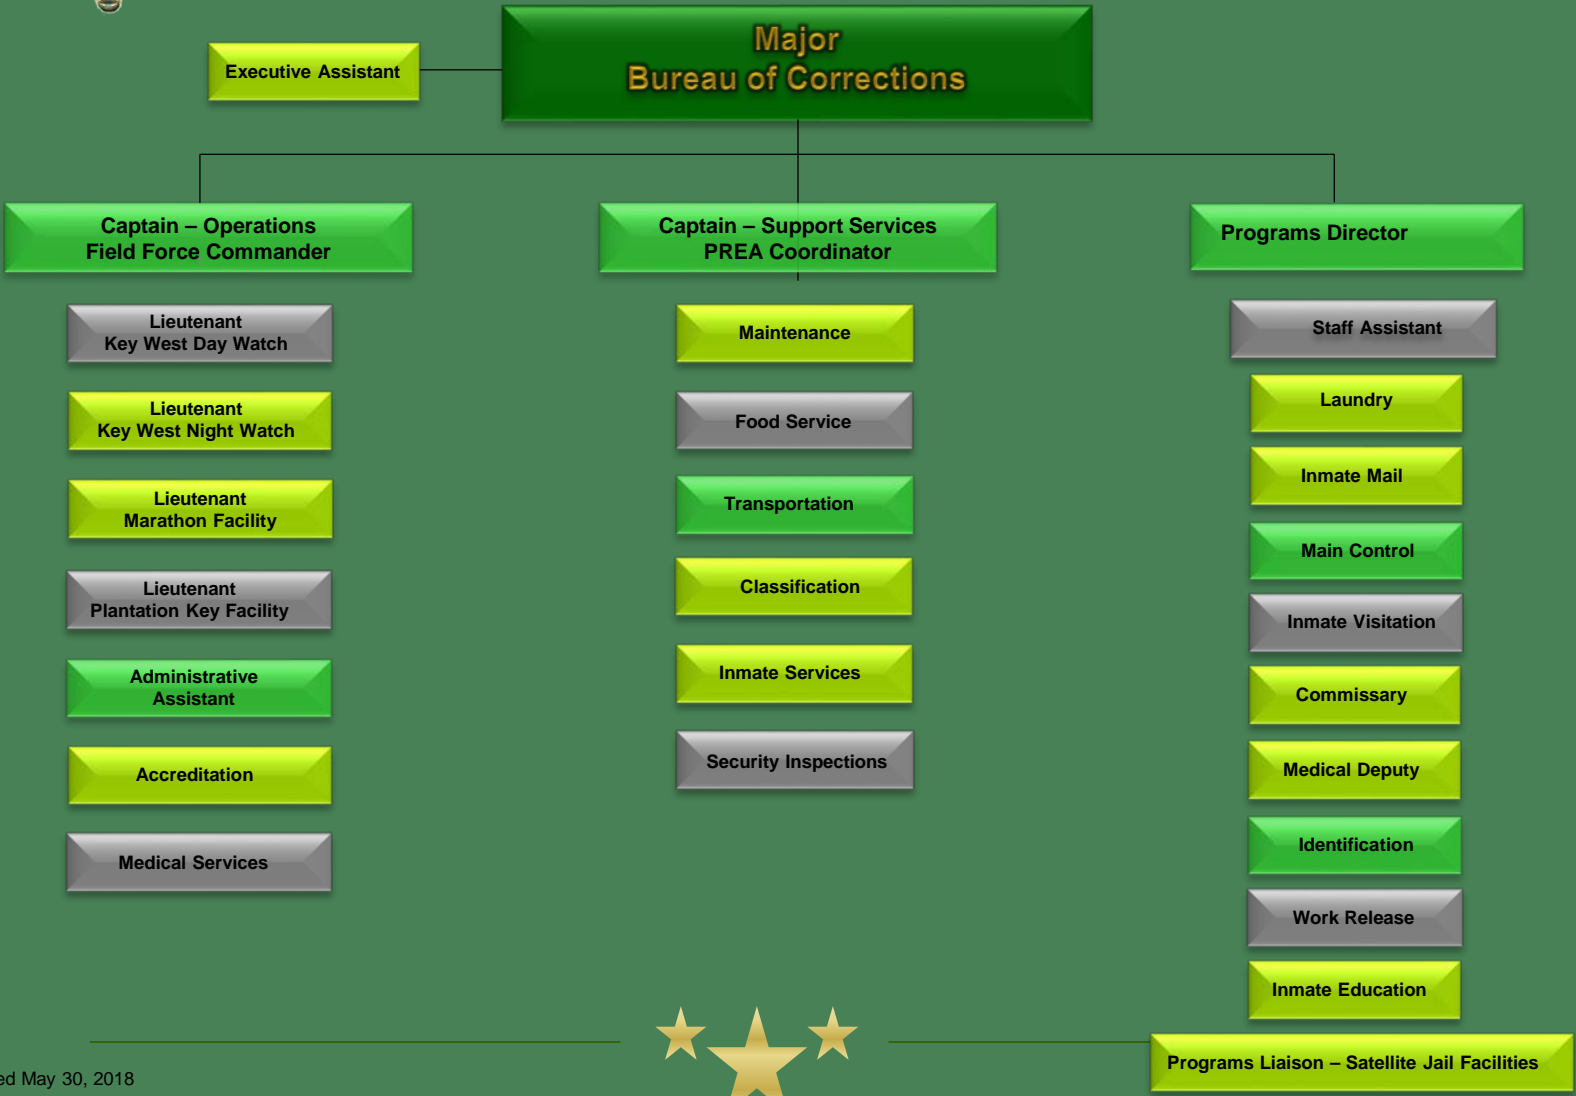 Major
Bureau of Corrections
Executive Assistant
Captain – Operations
Field Force Commander
Lieutenant
Key West Day Watch
Lieutenant
Key West Night Watch
Lieutenant
Marathon Facility
Lieutenant
Plantation Key Facility
Administrative
Assistant
Accreditation
Medical Services
Captain – Support Services
PREA Coordinator
Maintenance
Food Service
Transportation
Classification
Inmate Services
Security Inspections
Programs Director
Staff Assistant
Laundry
Inmate Mail
Main Control
Inmate Visitation
Commissary
Medical Deputy
Identification
Work Release
Inmate Education
Programs Liaison – Satellite Jail Facilities
May 30, 2018